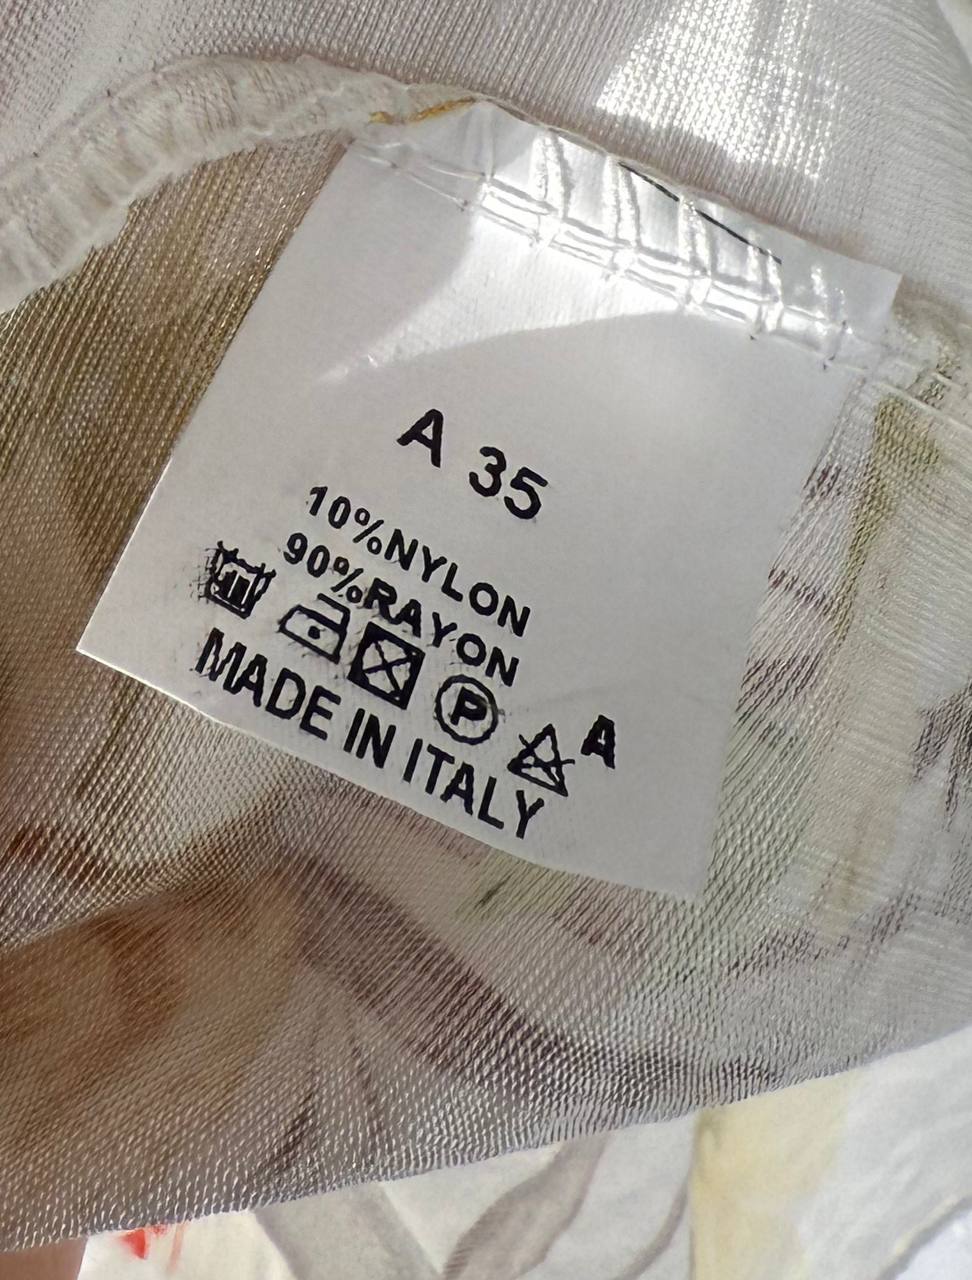 A 35
10%NYLON
90%RAYON
P A
MADE IN ITALY